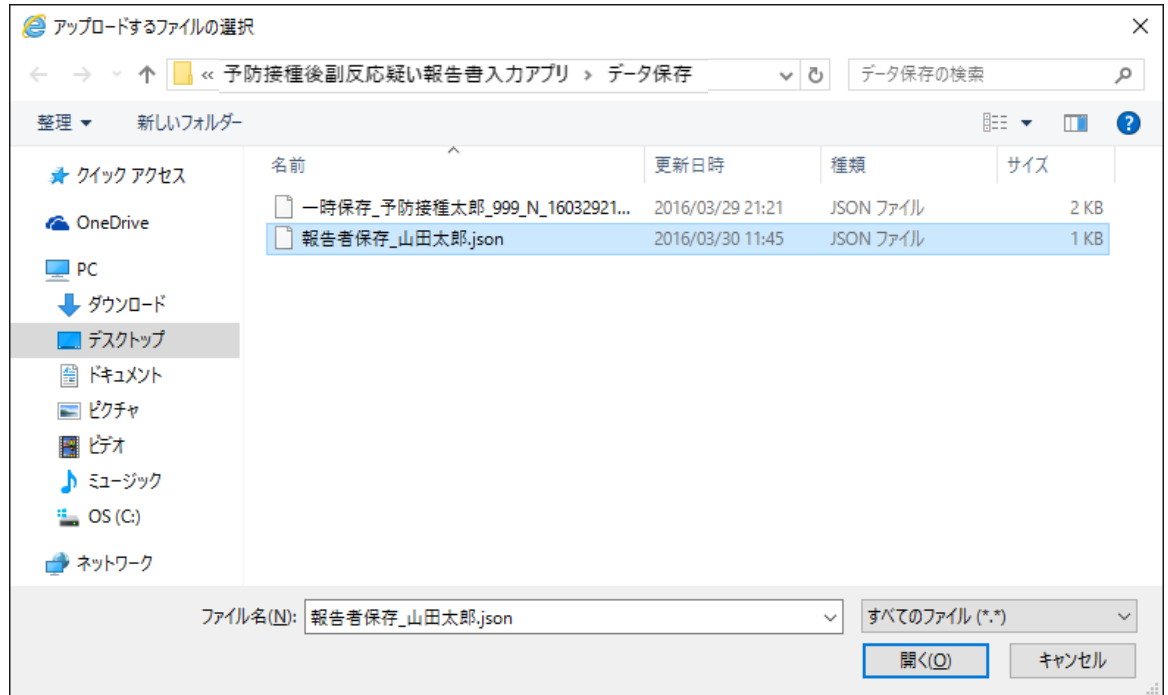 アップロードするファイルの選択
« 予防接種後副反応疑い報告書入力アプリ › データ保存
データ保存の検索
整理
新しいフォルダー
名前
更新日時
種類
サイズ
クイック アクセス
OneDrive
PC
ダウンロード
デスクトップ
ドキュメント
ピクチャ
ビデオ
ミュージック
OS (C:)
ネットワーク
一時保存_予防接種太郎_999_N_16032921... 2016/03/29 21:21 JSON ファイル 2 KB
報告者保存_山田太郎.json 2016/03/30 11:45 JSON ファイル 1 KB
ファイル名(N): 報告者保存_山田太郎.json
すべてのファイル (*.*)
開く(O)
キャンセル